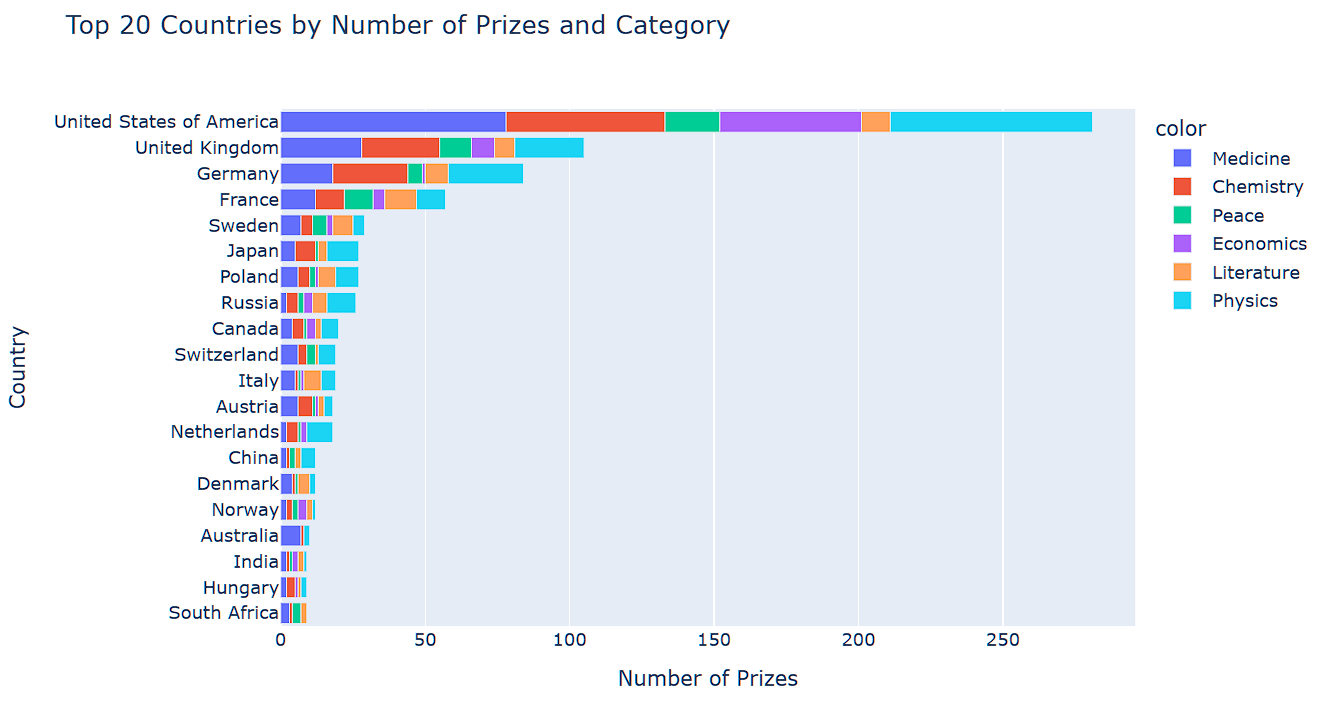 Top 20 Countries by Number of Prizes and Category
United States of America
United Kingdom
Germany
France
Sweden
Japan
Poland
Russia
Canada
Switzerland
Italy
Austria
Netherlands
China
Denmark
Norway
Australia
India
Hungary
South Africa
Country
0 50 100 150 200 250
Number of Prizes
color
Medicine
Chemistry
Peace
Economics
Literature
Physics